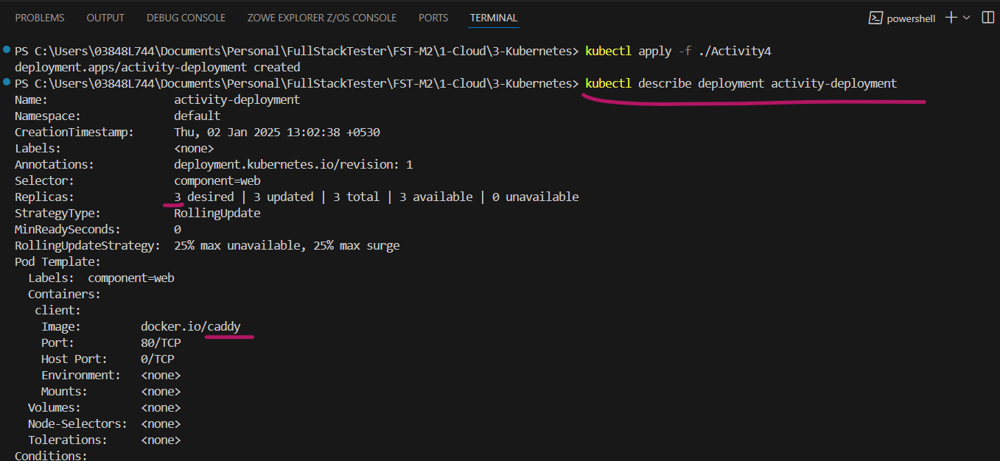 PROBLEMS OUTPUT DEBUG CONSOLE ZOWE EXPLORER Z/OS CONSOLE PORTS TERMINAL powershell
PS C:\Users\03848L744\Documents\Personal\FullStackTester\FST-M2\1-Cloud\3-Kubernetes> kubectl apply -f ./Activity4
deployment.apps/activity-deployment created
PS C:\Users\03848L744\Documents\Personal\FullStackTester\FST-M2\1-Cloud\3-Kubernetes> kubectl describe deployment activity-deployment
Name:                   activity-deployment
Namespace:              default
CreationTimestamp:      Thu, 02 Jan 2025 13:02:38 +0530
Labels:                 <none>
Annotations:            deployment.kubernetes.io/revision: 1
Selector:               component=web
Replicas:               3 desired | 3 updated | 3 total | 3 available | 0 unavailable
StrategyType:           RollingUpdate
MinReadySeconds:        0
RollingUpdateStrategy:  25% max unavailable, 25% max surge
Pod Template:
  Labels:  component=web
  Containers:
   client:
    Image:         docker.io/caddy
    Port:          80/TCP
    Host Port:     0/TCP
    Environment:   <none>
    Mounts:        <none>
  Volumes:         <none>
  Node-Selectors:  <none>
  Tolerations:     <none>
Conditions: